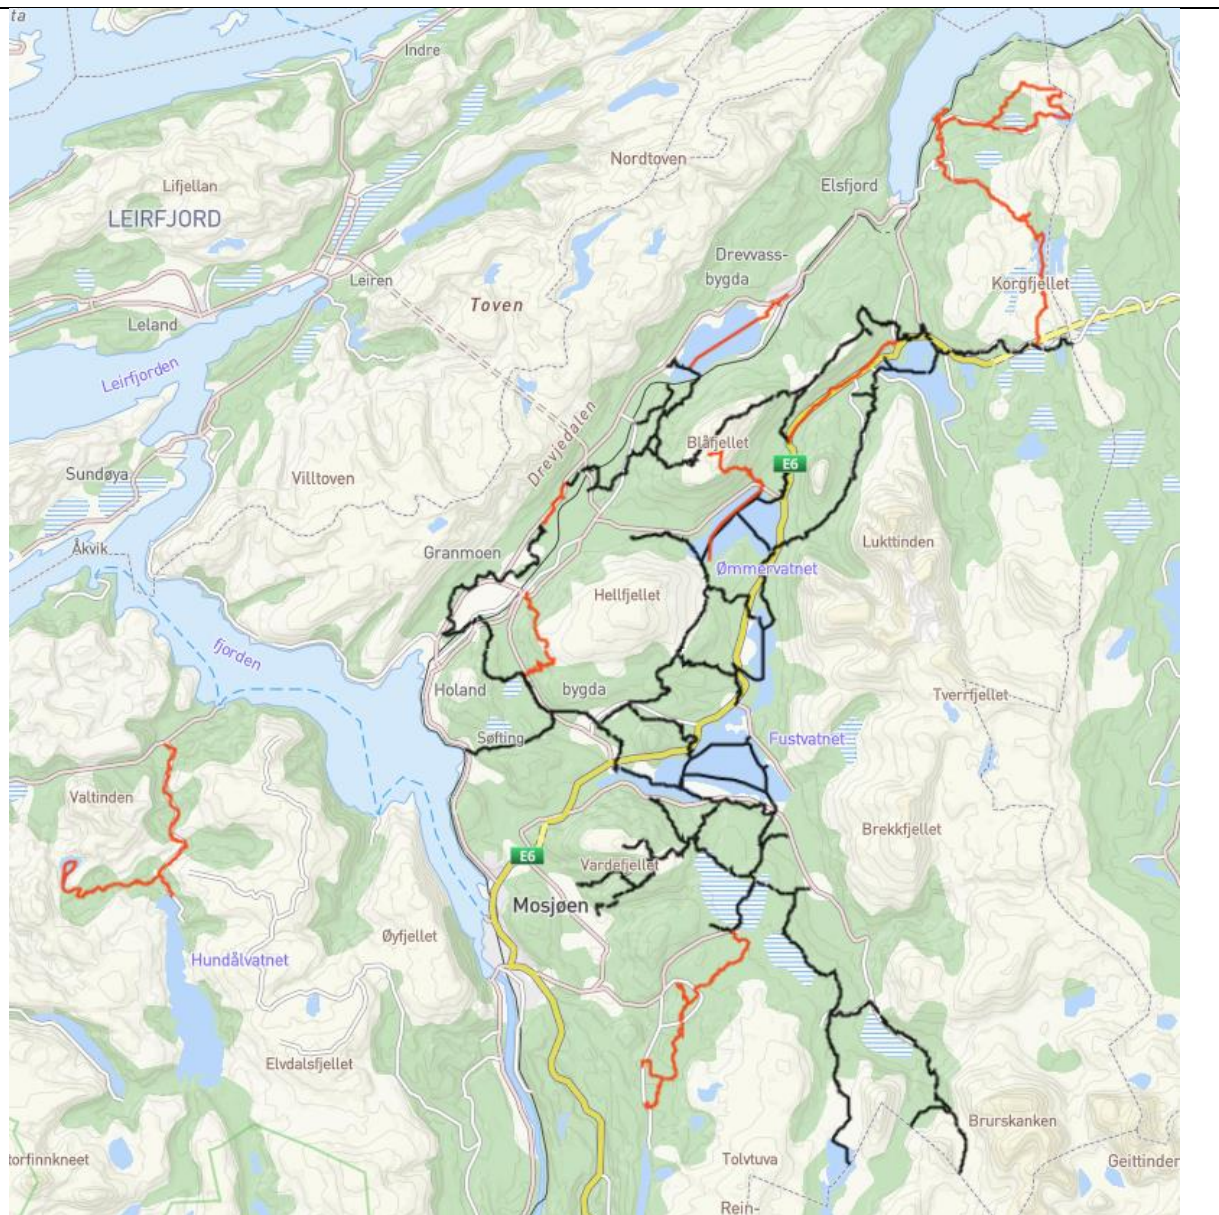 ta
Indre
Nordtoven
Lifjellan
Elsfjord
LEIRFJORD
Drevvass-
bygda
Leiren
Korgfjellet
Toven
Leland
Leirfjorden
Drevjedalen
Blåfjellet
E6
Sundøya
Villtoven
Åkvik
Granmoen
Lukttinden
Ømmervatnet
Hellfjellet
fjorden
Holand
bygda
Tverrfjellet
Søfting
Fustvatnet
Valtinden
Brekkfjellet
E6
Vardefjellet
Mosjøen
Øyfjellet
Hundålvatnet
Elvdalsfjellet
Brurskanken
torfinnkneet
Tolvtuva
Geittinder
Rein-